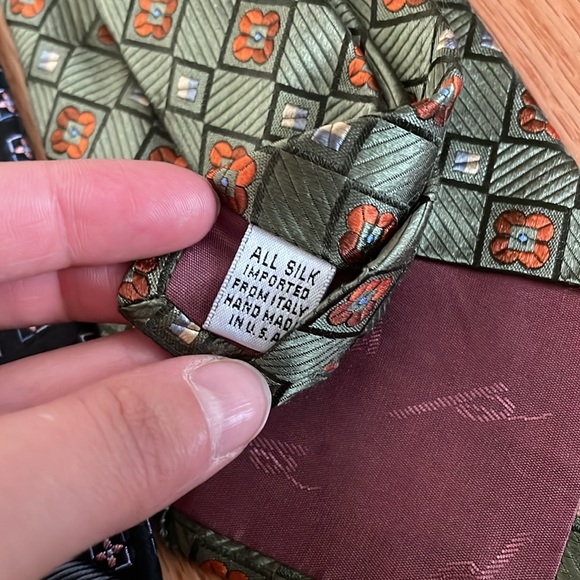 ALL SILK
IMPORTED
FROM ITALY
HAND MADE
IN U.S.A